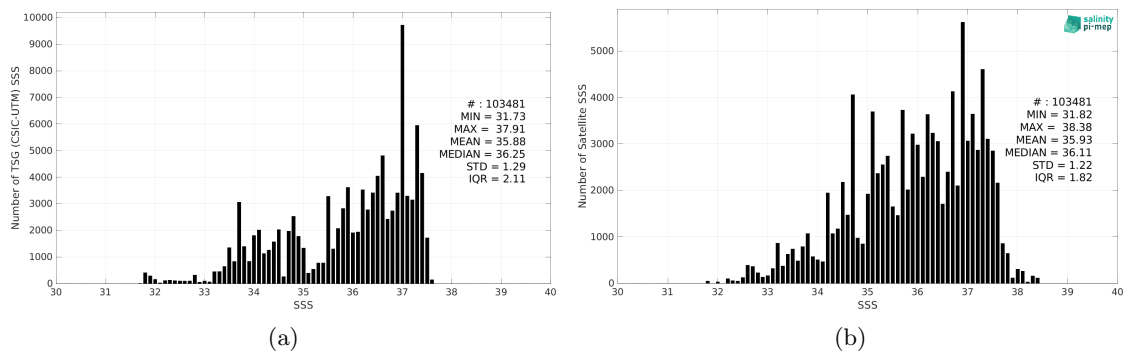 10000
9000
8000
7000
6000
5000
4000
3000
2000
1000
0
Number of TSG (CSIC-UTM) SSS
# : 103481
MIN = 31.73
MAX = 37.91
MEAN = 35.88
MEDIAN = 36.25
STD = 1.29
IQR = 2.11
30 31 32 33 34 35 36 37 38 39 40
SSS
(a)
salinity
pi-mep
5000
4000
3000
2000
1000
0
Number of Satellite SSS
# : 103481
MIN = 31.82
MAX = 38.38
MEAN = 35.93
MEDIAN = 36.11
STD = 1.22
IQR = 1.82
30 31 32 33 34 35 36 37 38 39 40
SSS
(b)